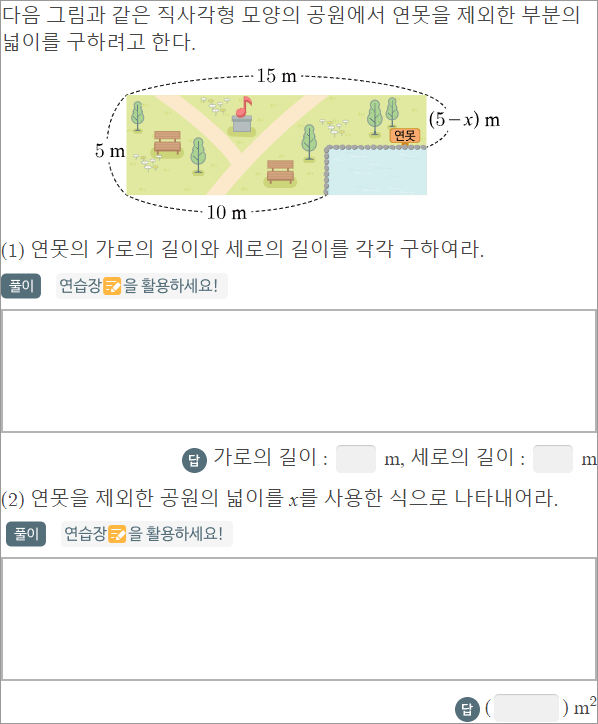 다음 그림과 같은 직사각형 모양의 공원에서 연못을 제외한 부분의
넓이를 구하려고 한다.
15 m
(5−x) m
연못
5 m
10 m
(1) 연못의 가로의 길이와 세로의 길이를 각각 구하여라.
풀이 연습장을 활용하세요!
답 가로의 길이 : m, 세로의 길이 : m
(2) 연못을 제외한 공원의 넓이를 x를 사용한 식으로 나타내어라.
풀이 연습장을 활용하세요!
답 ( ) m²